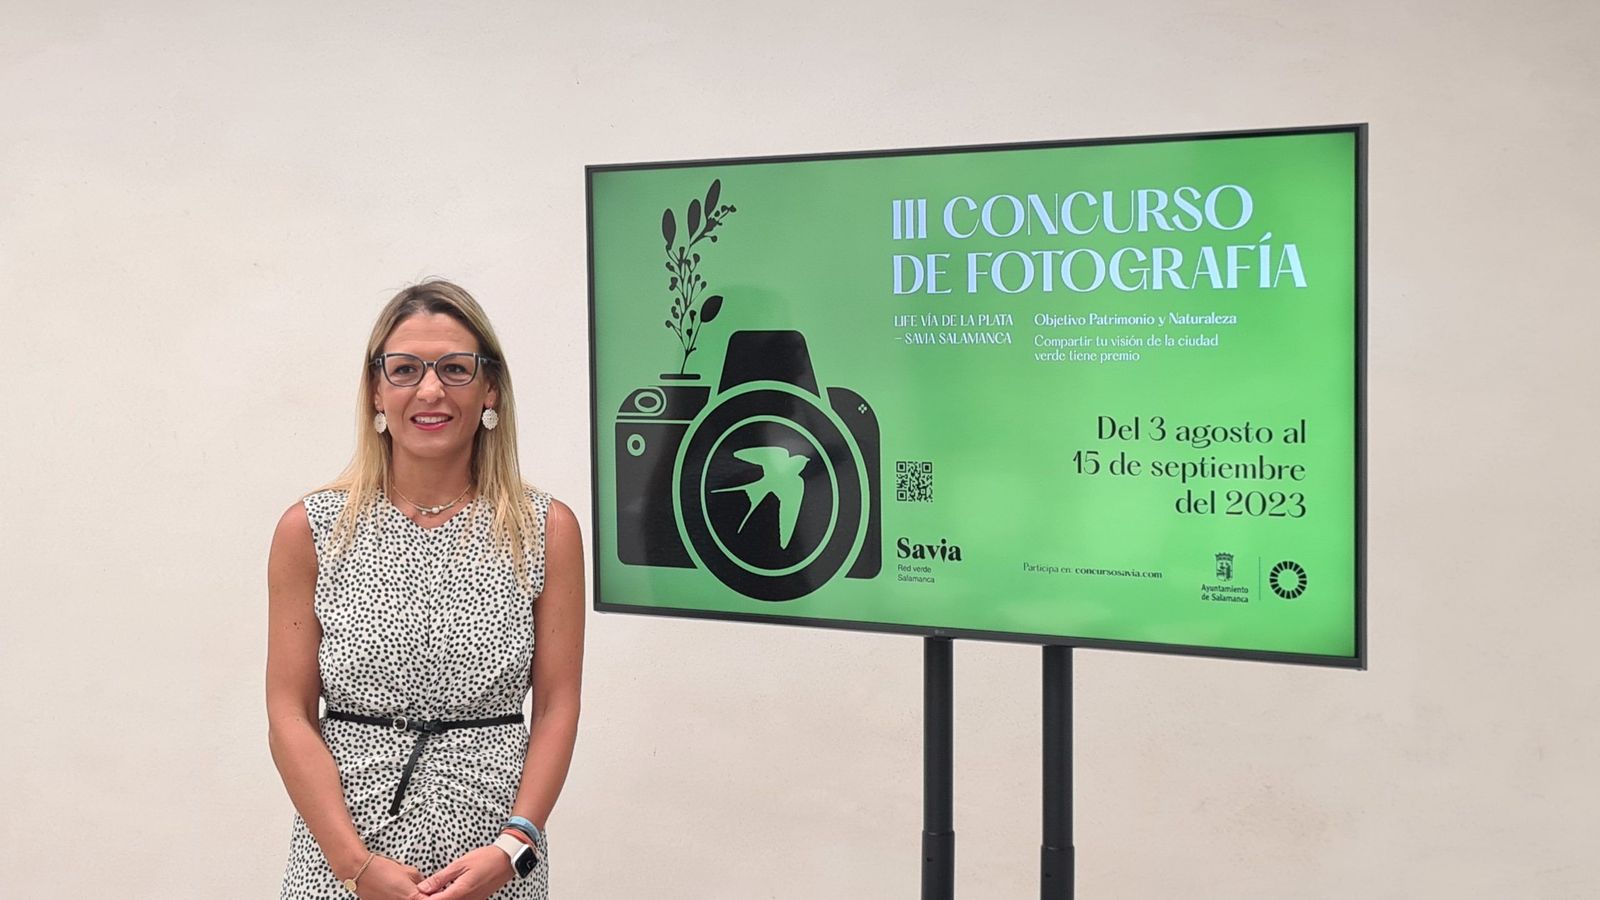 III CONCURSO
DE FOTOGRAFÍA
LIFE VÍA DE LA PLATA
– SAVIA SALAMANCA
Objetivo Patrimonio y Naturaleza
Compartir tu visión de la ciudad
verde tiene premio
Del 3 agosto al
15 de septiembre
del 2023
Savia
Red verde
Salamanca
Participa en: concursosavia.com
Ayuntamiento
de Salamanca
LG